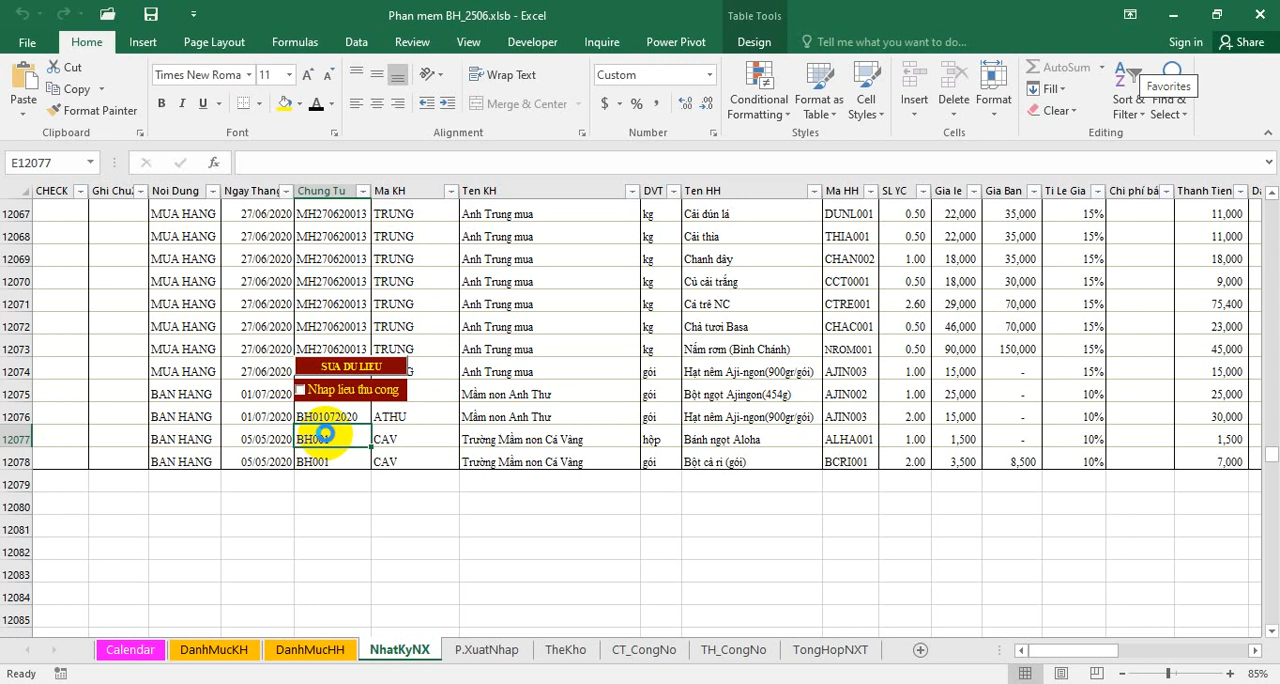 Phan mem BH_2506.xlsb - Excel
Table Tools
File Home Insert Page Layout Formulas Data Review View Developer Inquire Power Pivot Design Tell me what you want to do... Sign in Share
Paste
Cut
Copy
Format Painter
Clipboard
Times New Roma 11
B I U
Font
Wrap Text
Merge & Center
Alignment
Custom
$ % ,
Number
Conditional Formatting
Format as Table
Cell Styles
Styles
Insert Delete Format
Cells
AutoSum
Fill
Clear
Sort & Filter
Find & Select
Favorites
Editing
E12077 fx
CHECK Ghi Chu Noi Dung Ngay Thang Chung Tu Ma KH Ten KH DVT Ten HH Ma HH SL YC Gia le Gia Ban Ti Le Gia Chi phí bá Thanh Tien
12067 MUA HANG 27/06/2020 MH270620013 TRUNG Anh Trung mua kg Cải dún lá DUNL001 0.50 22,000 35,000 15% 11,000
12068 MUA HANG 27/06/2020 MH270620013 TRUNG Anh Trung mua kg Cải thìa THIA001 0.50 22,000 35,000 15% 11,000
12069 MUA HANG 27/06/2020 MH270620013 TRUNG Anh Trung mua kg Chanh dây CHAN002 1.00 18,000 35,000 15% 18,000
12070 MUA HANG 27/06/2020 MH270620013 TRUNG Anh Trung mua kg Củ cải trắng CCT0001 0.50 18,000 30,000 15% 9,000
12071 MUA HANG 27/06/2020 MH270620013 TRUNG Anh Trung mua kg Cá trê NC CTRE001 2.60 29,000 70,000 15% 75,400
12072 MUA HANG 27/06/2020 MH270620013 TRUNG Anh Trung mua kg Chả tươi Basa CHAC001 0.50 46,000 70,000 15% 23,000
12073 MUA HANG 27/06/2020 MH270620013 TRUNG Anh Trung mua kg Nấm rơm (Bình Chánh) NROM001 0.50 90,000 150,000 15% 45,000
12074 MUA HANG 27/06/2020 SUA DU LIEU G Anh Trung mua gói Hạt nêm Aji-ngon(900gr/gói) AJIN003 1.00 15,000 - 15% 15,000
12075 BAN HANG 01/07/2020 Nhap lieu thu cong Mầm non Anh Thư gói Bột ngọt Ajingon(454g) AJIN002 1.00 25,000 - 10% 25,000
12076 BAN HANG 01/07/2020 BH01072020 ATHU Mầm non Anh Thư gói Hạt nêm Aji-ngon(900gr/gói) AJIN003 2.00 15,000 - 10% 30,000
12077 BAN HANG 05/05/2020 BH001 CAV Trường Mầm non Cá Vàng hộp Bánh ngọt Aloha ALHA001 1.00 1,500 - 10% 1,500
12078 BAN HANG 05/05/2020 BH001 CAV Trường Mầm non Cá Vàng gói Bột cà ri (gói) BCRI001 2.00 3,500 8,500 10% 7,000
12079
12080
12081
12082
12083
12084
12085
Calendar DanhMucKH DanhMucHH NhatKyNX P.XuatNhap TheKho CT_CongNo TH_CongNo TongHopNXT
Ready 85%